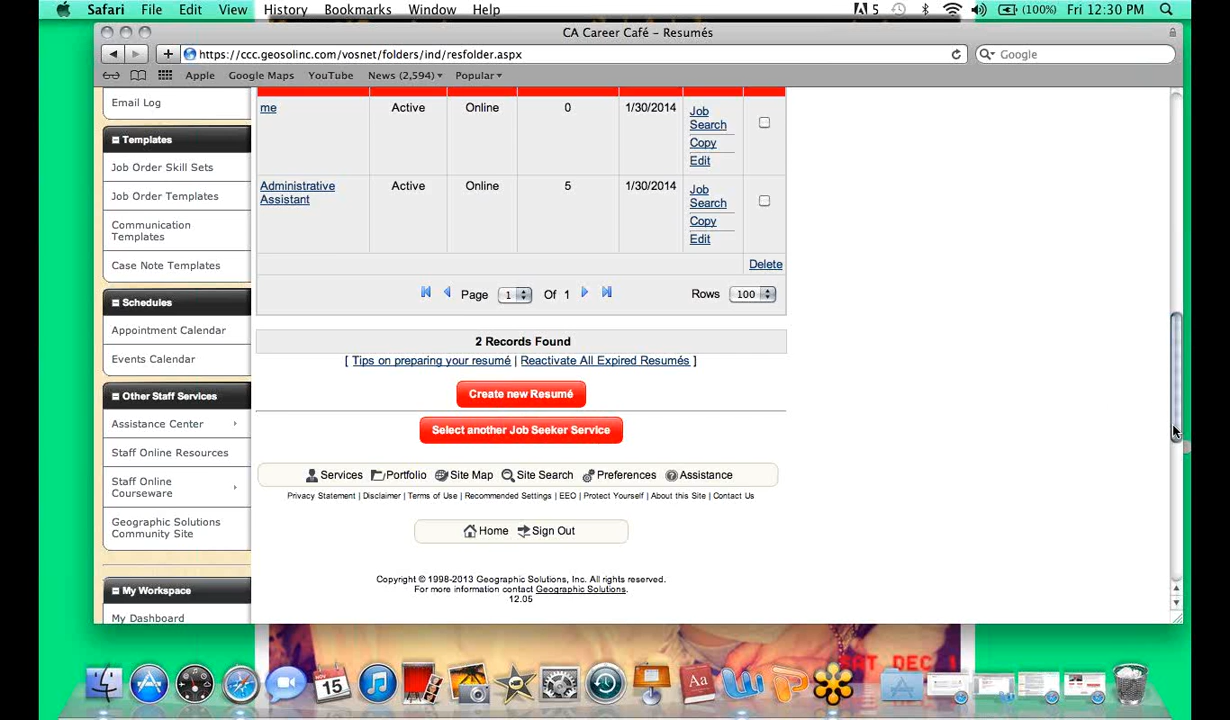 Safari File Edit View History Bookmarks Window Help 5 (100%) Fri 12:30 PM
CA Career Café - Resumés
https://ccc.geosolinc.com/vosnet/folders/ind/resfolder.aspx
Google
Apple Google Maps YouTube News (2,594) Popular
Email Log
Templates
Job Order Skill Sets
Job Order Templates
Communication
Templates
Case Note Templates
Schedules
Appointment Calendar
Events Calendar
Other Staff Services
Assistance Center
Staff Online Resources
Staff Online
Courseware
Geographic Solutions
Community Site
My Workspace
My Dashboard
me Active Online 0 1/30/2014 Job
Search
Copy
Edit
Administrative Active Online 5 1/30/2014 Job
Assistant Search
Copy
Edit
Delete
Page 1 Of 1 Rows 100
2 Records Found
[ Tips on preparing your resumé | Reactivate All Expired Resumés ]
Create new Resumé
Select another Job Seeker Service
Services Portfolio Site Map Site Search Preferences Assistance
Privacy Statement | Disclaimer | Terms of Use | Recommended Settings | EEO | Protect Yourself | About this Site | Contact Us
Home Sign Out
Copyright © 1998-2013 Geographic Solutions, Inc. All rights reserved.
For more information contact Geographic Solutions.
12.05
SAT DEC 1
NOV
15
Aa